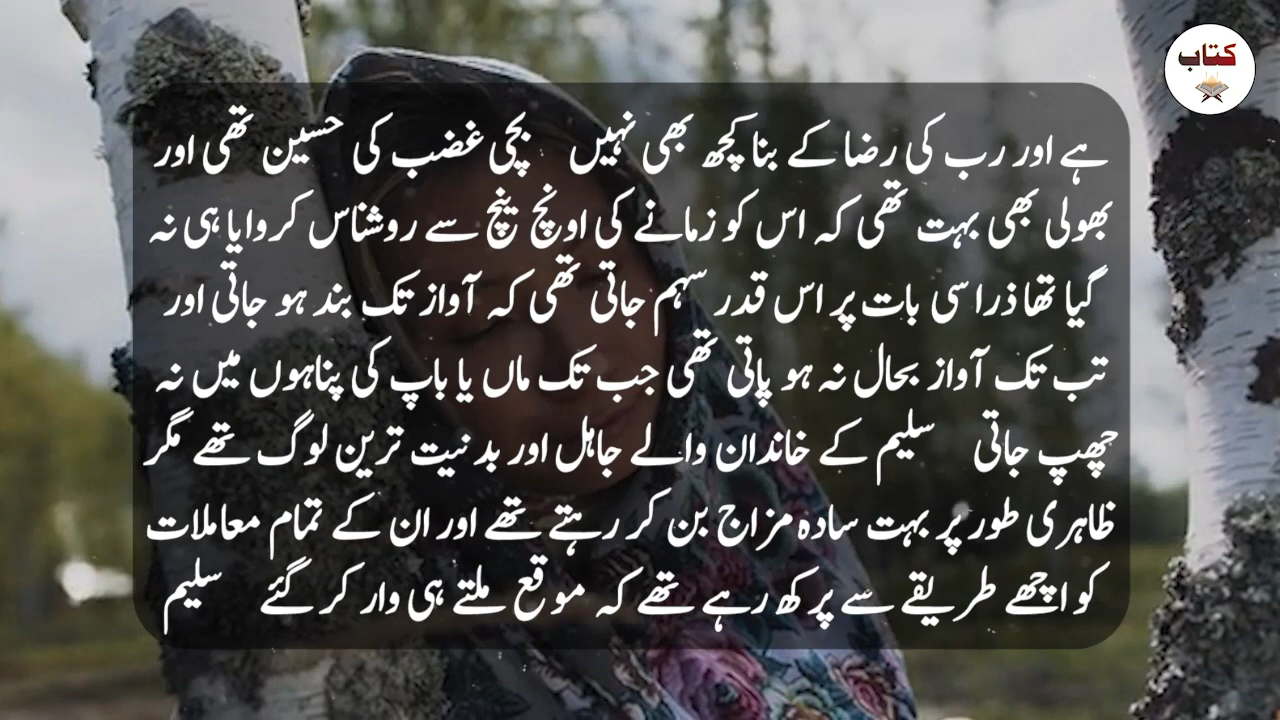 کتاب
ہے اور رب کی رضا کے بنا کچھ بھی نہیں بچی غضب کی حسین تھی اور
بھولی بھی بہت تھی کہ اس کو زمانے کی اونچ پنچ سے روشناس کروایا ہی نہ
گیا تھا ذرا سی بات پر اس قدر سہم جاتی تھی کہ آواز تک بند ہو جاتی اور
تب تک آواز بحال نہ ہو پاتی تھی جب تک ماں یا باپ کی پناہوں میں نہ
چھپ جاتی سلیم کے خاندان والے جاہل اور بد نیت ترین لوگ تھے مگر
ظاہری طور پر بہت سادہ مزاج بن کر رہتے تھے اور ان کے تمام معاملات
کو اچھے طریقے سے پرکھ رہے تھے کہ موقع ملتے ہی وار کر گئے سلیم